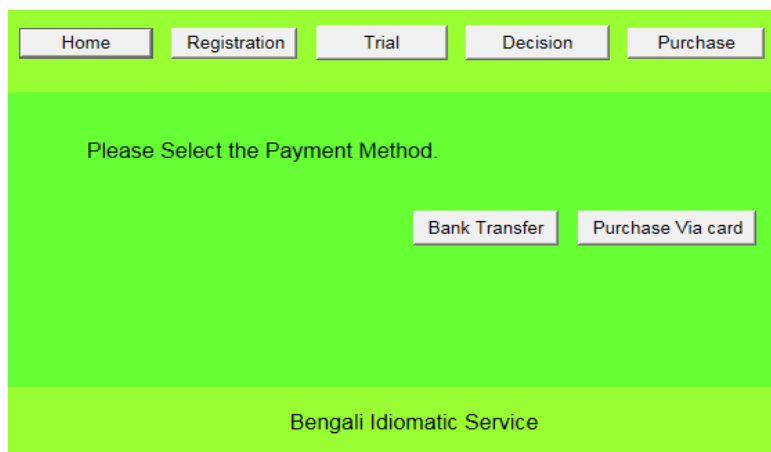 Home Registration Trial Decision Purchase
Please Select the Payment Method.
Bank Transfer Purchase Via card
Bengali Idiomatic Service